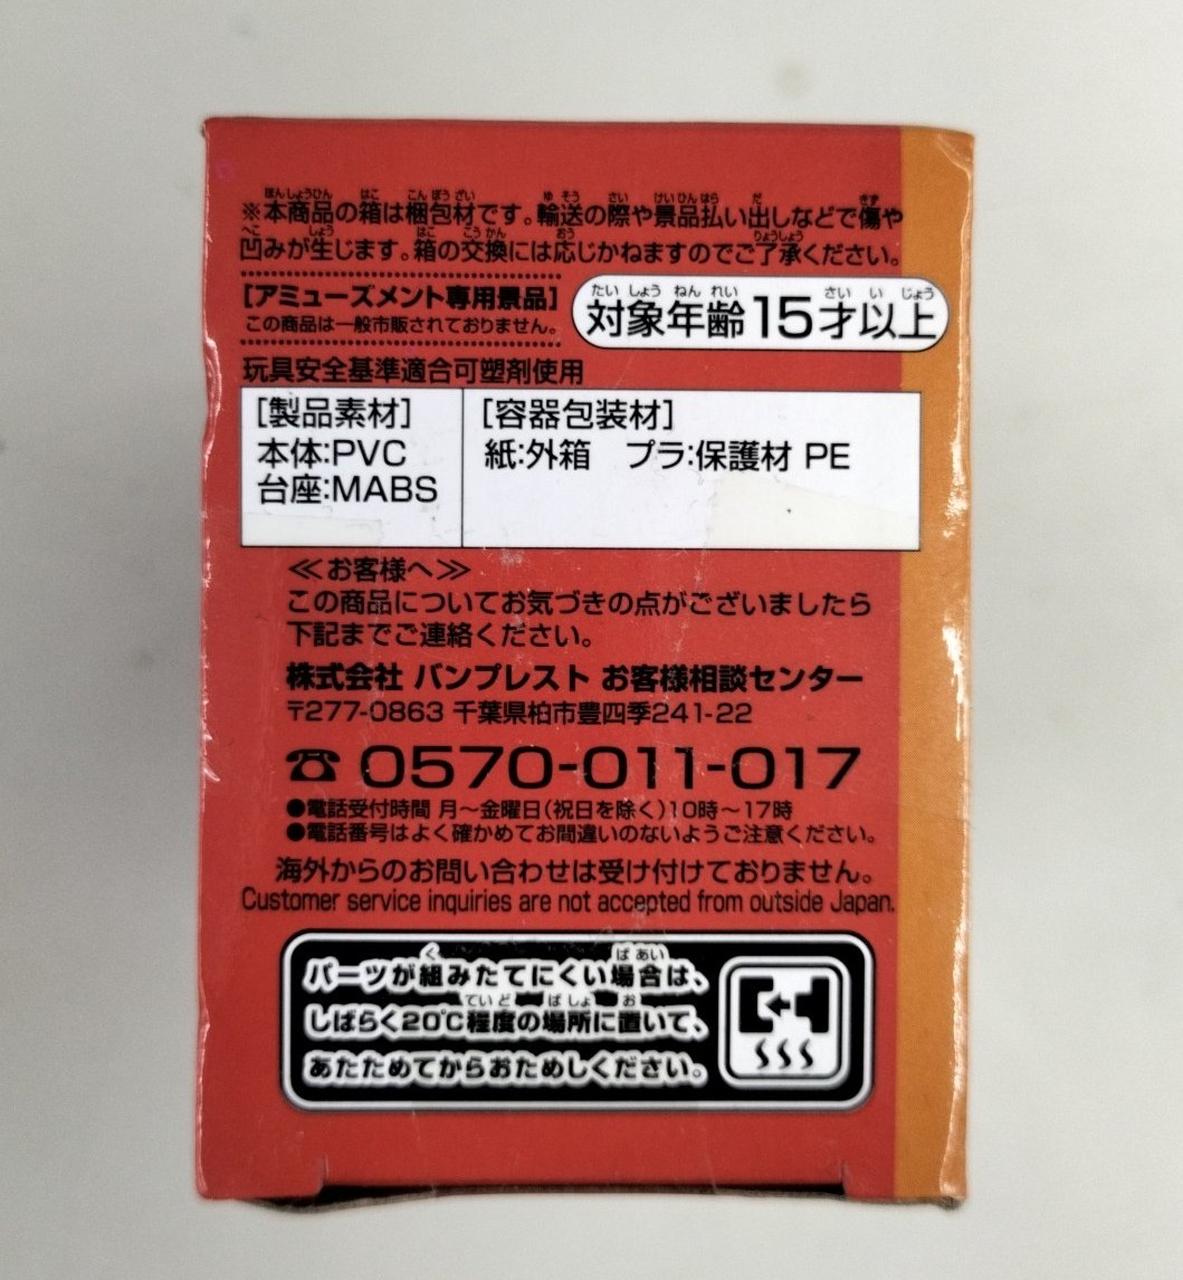 ※本商品の箱は梱包材です。輸送の際や景品払い出しなどで傷や
凹みが生じます。箱の交換には応じかねますのでご了承ください。
[アミューズメント専用景品]
この商品は一般市販されておりません。
対象年齢15才以上
玩具安全基準適合可塑剤使用
[製品素材]
本体:PVC
台座:MABS
[容器包装材]
紙:外箱 プラ:保護材 PE
≪お客様へ≫
この商品についてお気づきの点がございましたら
下記までご連絡ください。
株式会社 バンプレスト お客様相談センター
〒277-0863 千葉県柏市豊四季241-22
☎0570-011-017
●電話受付時間 月～金曜日(祝日を除く)10時～17時
●電話番号はよく確かめてお間違いのないようご注意ください。
海外からのお問い合わせは受け付けておりません。
Customer service inquiries are not accepted from outside Japan.
パーツが組みたてにくい場合は、
しばらく20℃程度の場所に置いて、
あたためてからおためしください。